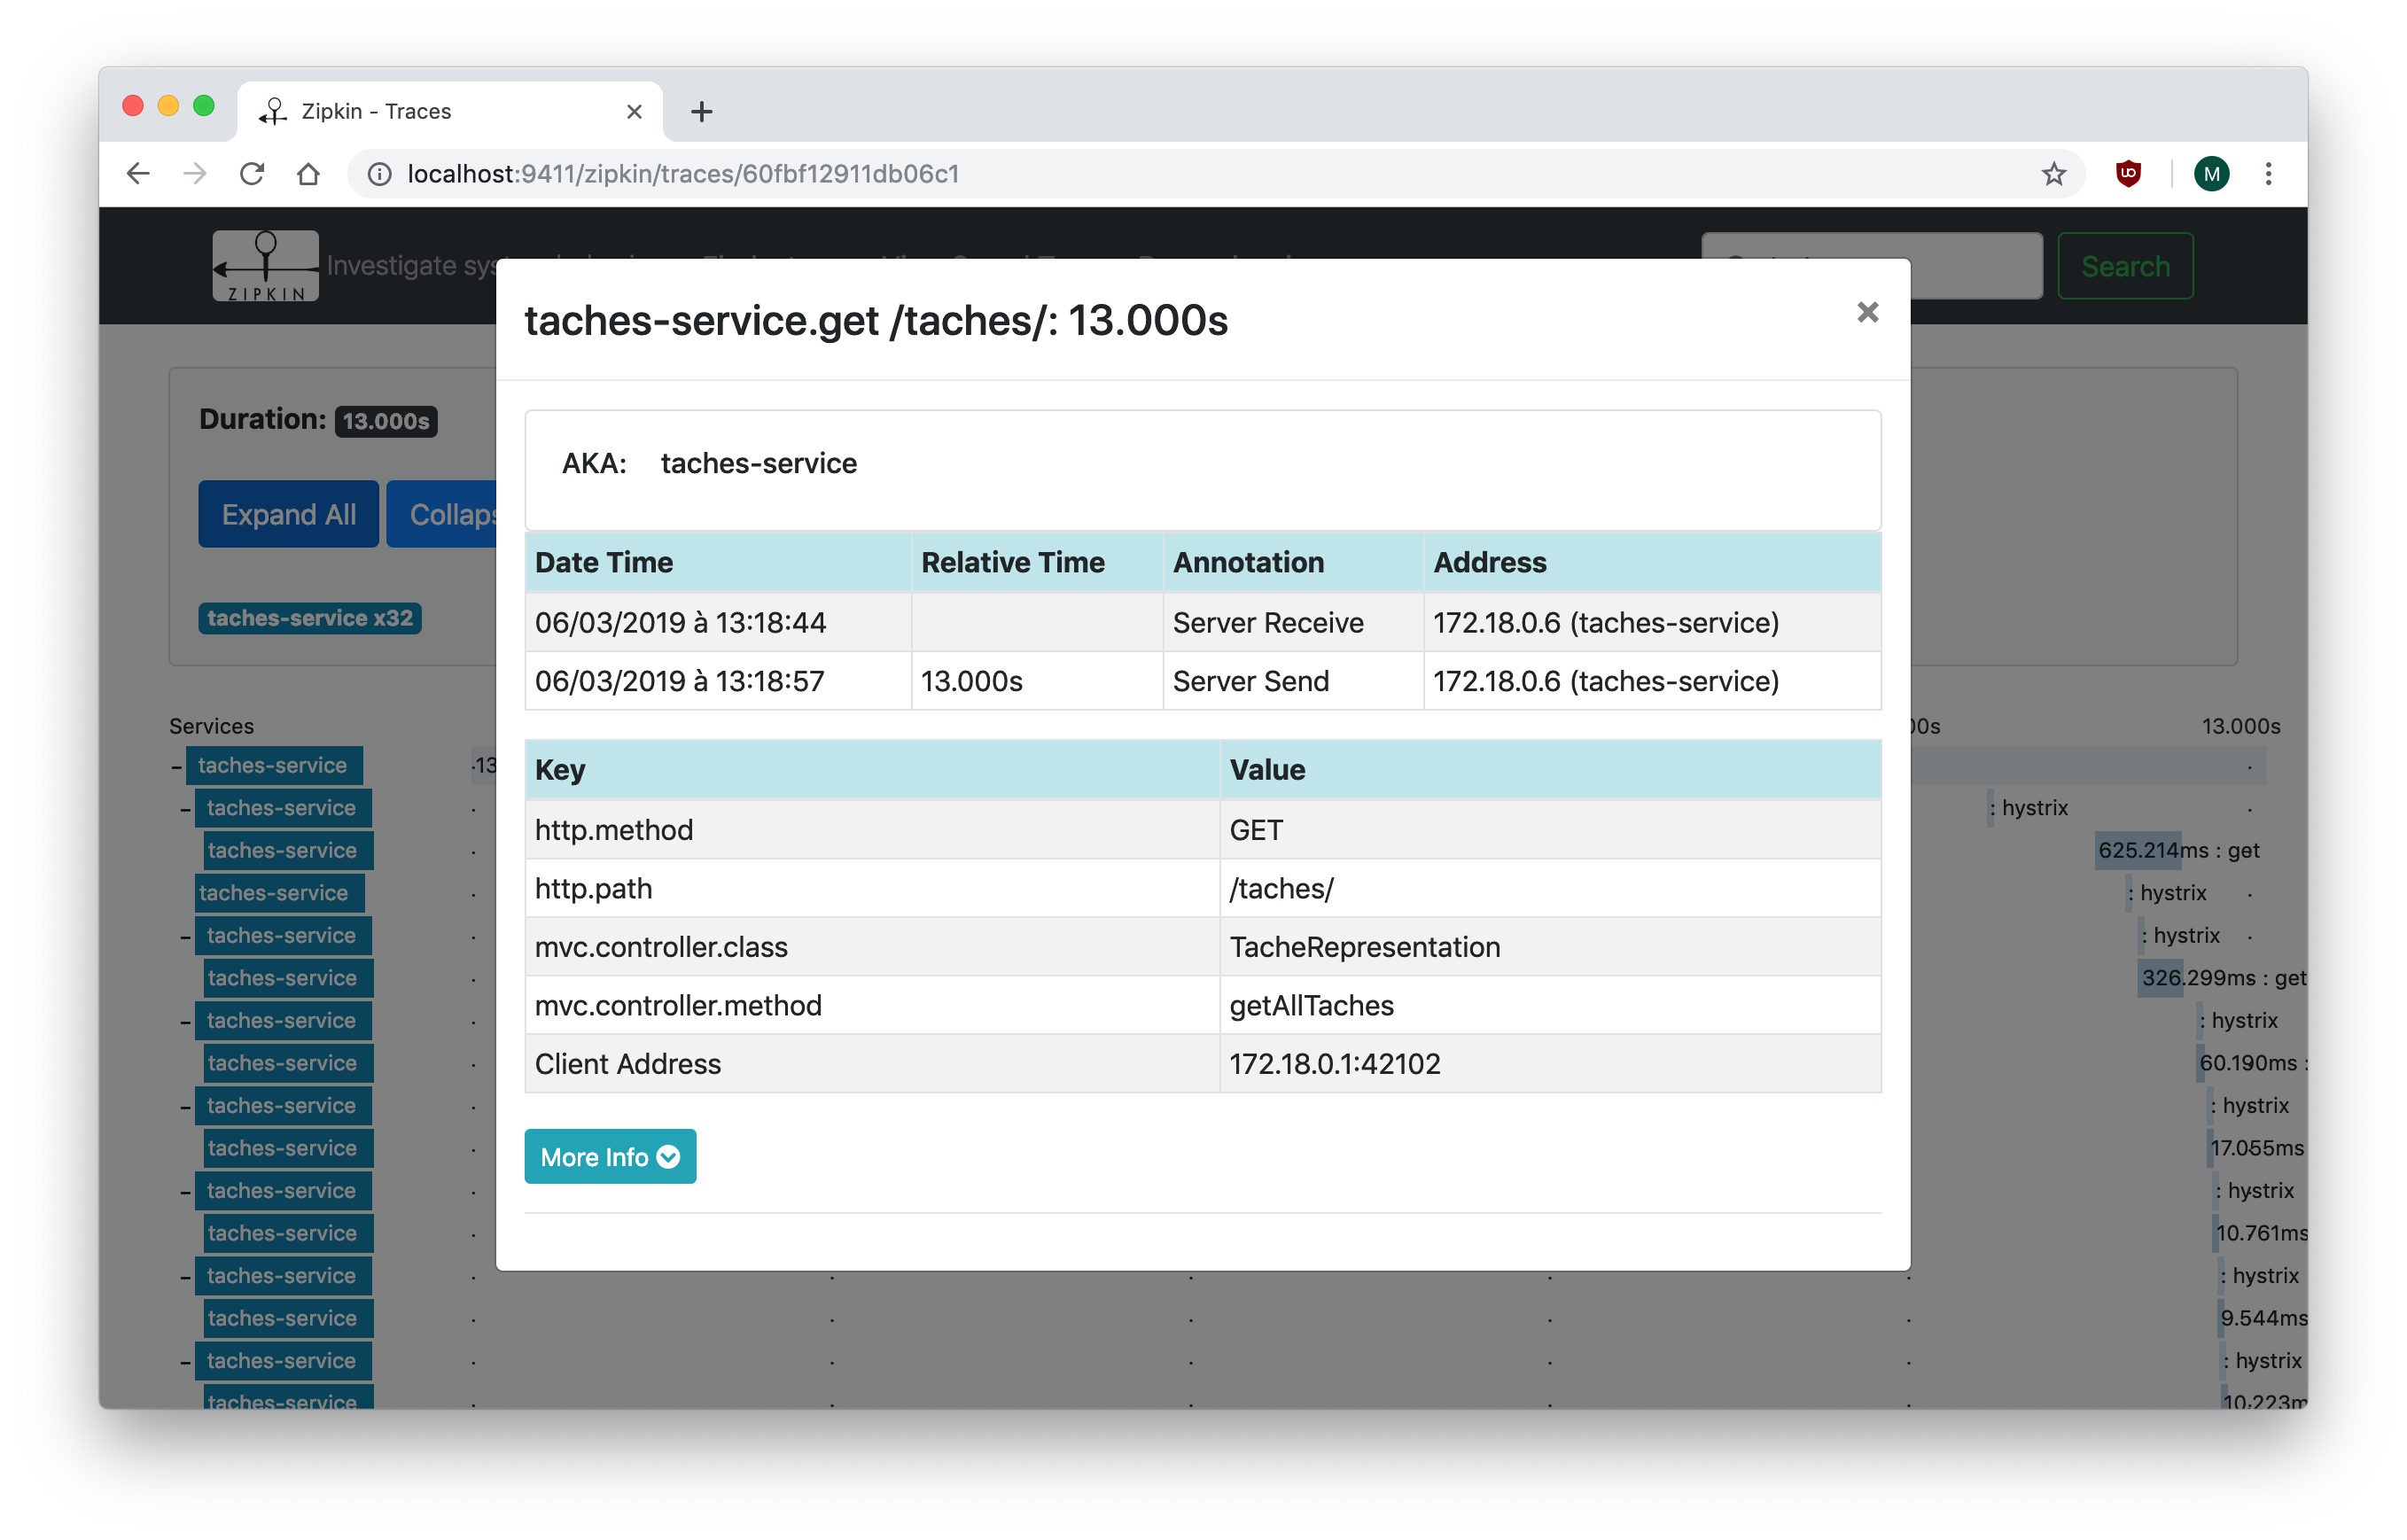 Zipkin - Traces
localhost:9411/zipkin/traces/60fbf12911db06c1
M
ZIPKIN
Investigate
Search
taches-service.get /taches/: 13.000s
Duration: 13.000s
AKA: taches-service
Expand All
taches-service x32
Date Time Relative Time Annotation Address
06/03/2019 à 13:18:44 Server Receive 172.18.0.6 (taches-service)
06/03/2019 à 13:18:57 13.000s Server Send 172.18.0.6 (taches-service)
Services 13.000s
Key Value
http.method GET
http.path /taches/
mvc.controller.class TacheRepresentation
mvc.controller.method getAllTaches
Client Address 172.18.0.1:42102
More Info
taches-service
taches-service : hystrix
taches-service 625.214ms : get
taches-service : hystrix
taches-service : hystrix
taches-service 326.299ms : get
taches-service : hystrix
taches-service 60.190ms :
taches-service : hystrix
taches-service 17.055ms
taches-service : hystrix
taches-service 10.761ms
taches-service : hystrix
taches-service 9.544ms
taches-service : hystrix
taches-service 10.223m